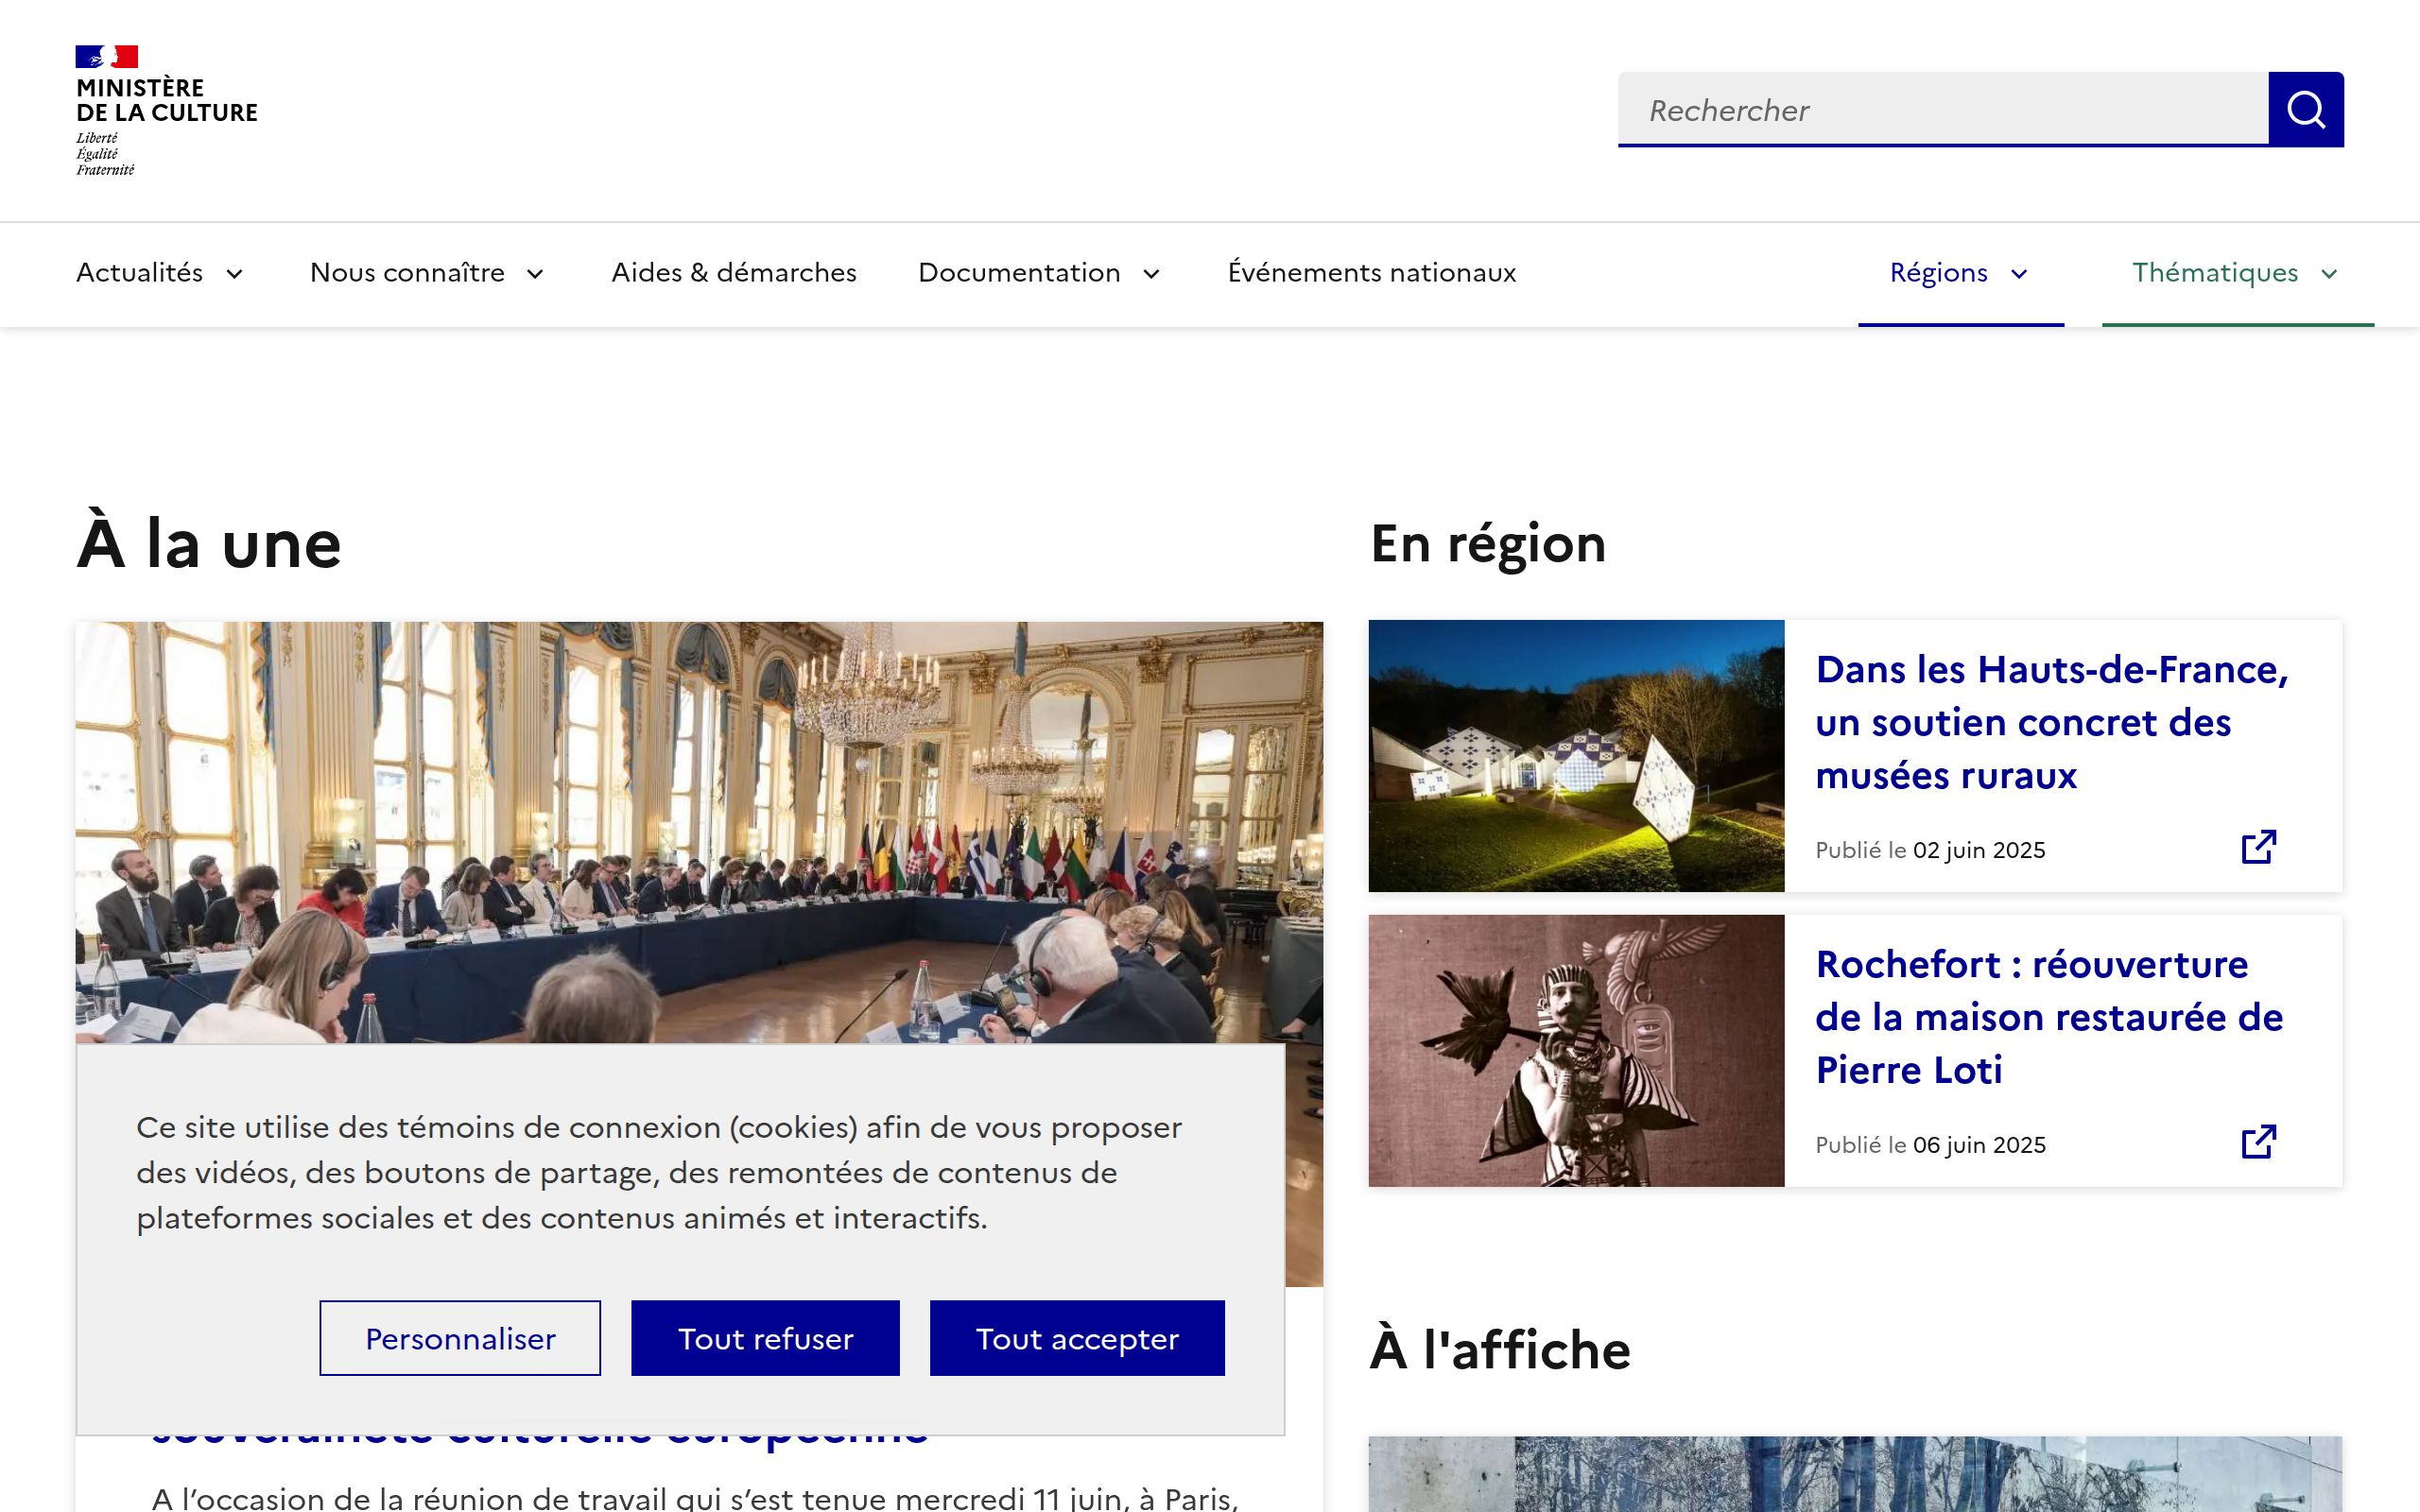 MINISTÈRE
DE LA CULTURE
Liberté
Égalité
Fraternité
Rechercher
Actualités
Nous connaître
Aides & démarches
Documentation
Événements nationaux
Régions
Thématiques
À la une
Ce site utilise des témoins de connexion (cookies) afin de vous proposer
des vidéos, des boutons de partage, des remontées de contenus de
plateformes sociales et des contenus animés et interactifs.
Personnaliser
Tout refuser
Tout accepter
souveraineté culturelle européenne
A l’occasion de la réunion de travail qui s’est tenue mercredi 11 juin, à Paris,
En région
Dans les Hauts-de-France,
un soutien concret des
musées ruraux
Publié le 02 juin 2025
Rochefort : réouverture
de la maison restaurée de
Pierre Loti
Publié le 06 juin 2025
À l'affiche